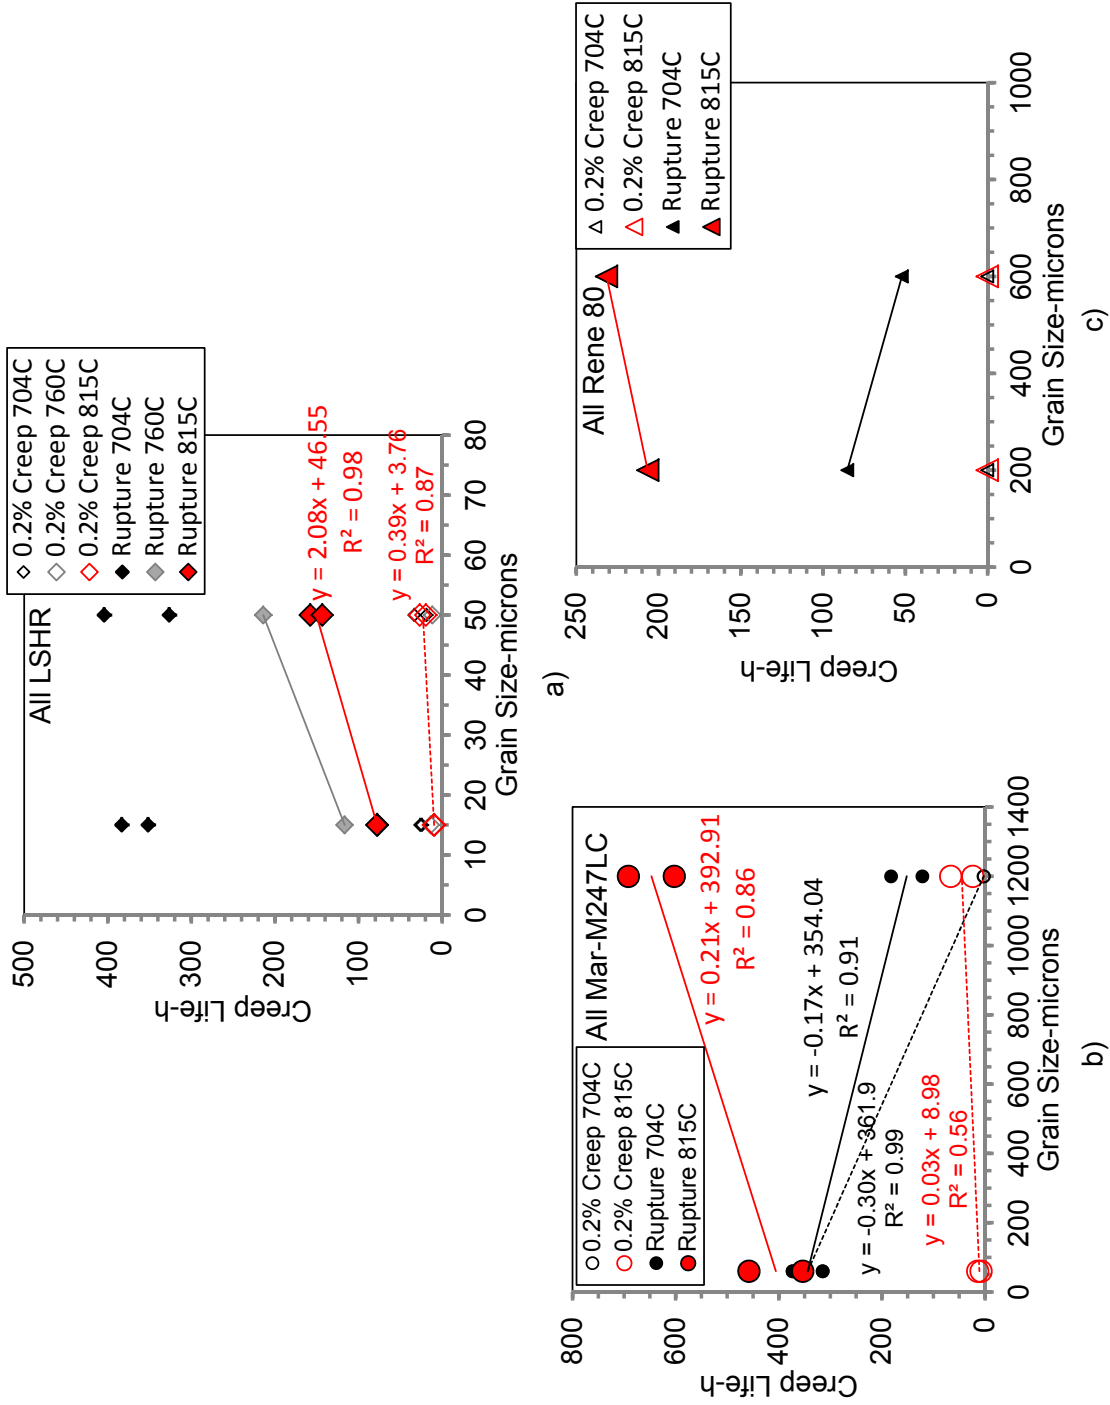 All LSHR
0.2% Creep 704C
0.2% Creep 760C
0.2% Creep 815C
Rupture 704C
Rupture 760C
Rupture 815C
500
400
300
200
100
0
Creep Life-h
y = 2.08x + 46.55
R² = 0.98
y = 0.39x + 3.76
R² = 0.87
0 10 20 30 40 50 60 70 80
Grain Size-microns
a)
All Mar-M247LC
0.2% Creep 704C
0.2% Creep 815C
Rupture 704C
Rupture 815C
800
600
400
200
0
Creep Life-h
y = 0.21x + 392.91
R² = 0.86
y = -0.17x + 354.04
R² = 0.91
y = -0.30x + 361.9
R² = 0.99
y = 0.03x + 8.98
R² = 0.56
0 200 400 600 800 1000 1200 1400
Grain Size-microns
b)
All Rene 80
0.2% Creep 704C
0.2% Creep 815C
Rupture 704C
Rupture 815C
250
200
150
100
50
0
Creep Life-h
0 200 400 600 800 1000
Grain Size-microns
c)